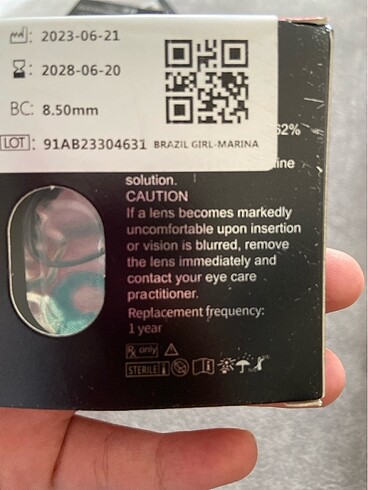 : 2023-06-21
: 2028-06-20
BC: 8.50mm
LOT : 91AB23304631 BRAZIL GIRL-MARINA
62%
solution.
CAUTION
If a lens becomes markedly
uncomfortable upon insertion
or vision is blurred, remove
the lens immediately and
contact your eye care
practitioner.
Replacement frequency:
1 year
Rx only
STERILE